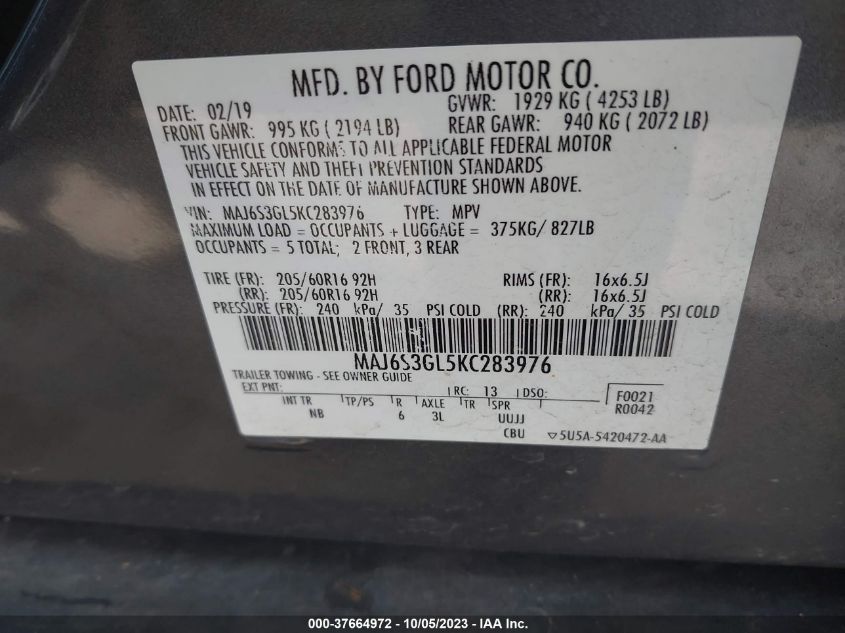 MFD. BY FORD MOTOR CO.
DATE: 02/19 GVWR: 1929 KG ( 4253 LB)
FRONT GAWR: 995 KG ( 2194 LB) REAR GAWR: 940 KG ( 2072 LB)
THIS VEHICLE CONFORMS TO ALL APPLICABLE FEDERAL MOTOR
VEHICLE SAFETY AND THEFT PREVENTION STANDARDS
IN EFFECT ON THE DATE OF MANUFACTURE SHOWN ABOVE.
VIN: MAJ6S3GL5KC283976 TYPE: MPV
MAXIMUM LOAD = OCCUPANTS + LUGGAGE = 375KG/ 827LB
OCCUPANTS = 5 TOTAL; 2 FRONT, 3 REAR
TIRE (FR): 205/60R16 92H RIMS (FR): 16x6.5J
(RR): 205/60R16 92H (RR): 16x6.5J
PRESSURE (FR): 240 kPa/ 35 PSI COLD (RR): 240 kPa/ 35 PSI COLD
MAJ6S3GL5KC283976
TRAILER TOWING - SEE OWNER GUIDE
EXT PNT: RC: 13 DSO: F0021
INT TR TP/PS R AXLE TR SPR R0042
NB 6 3L UUJJ
CBU ▽5U5A-5420472-AA
000-37664972 - 10/05/2023 - IAA Inc.